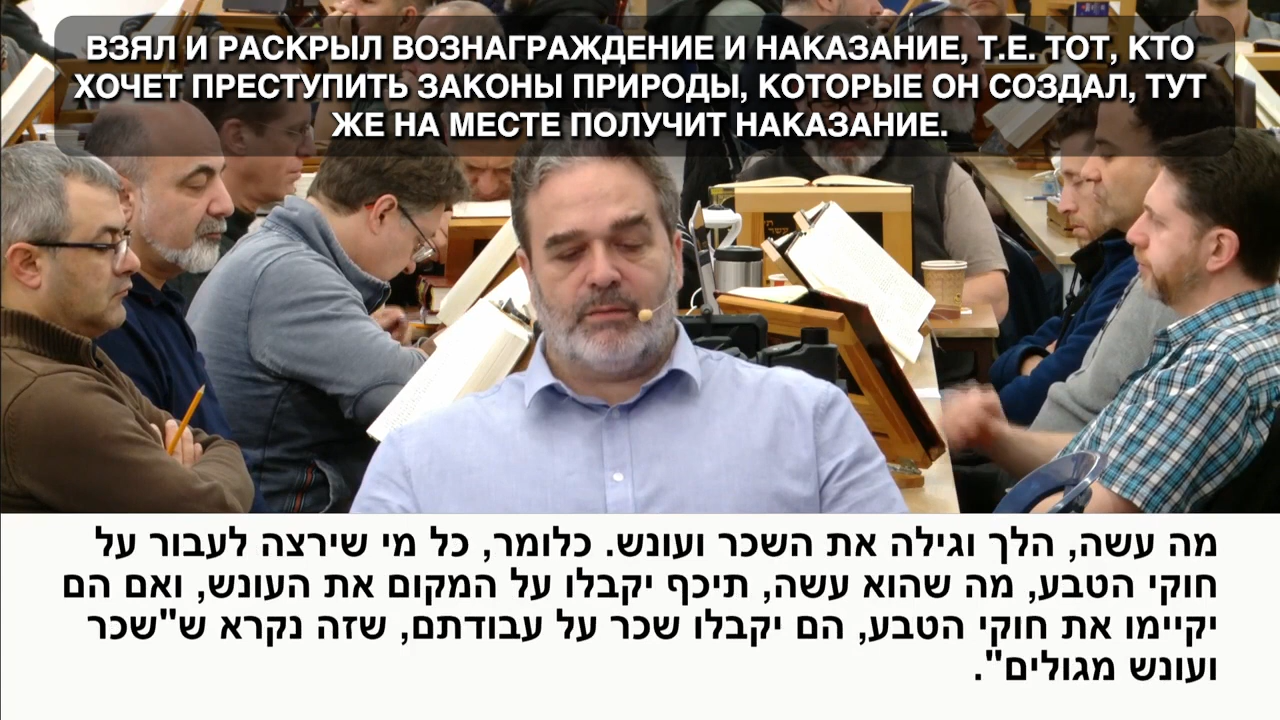 ВЗЯЛ И РАСКРЫЛ ВОЗНАГРАЖДЕНИЕ И НАКАЗАНИЕ, Т.Е. ТОТ, КТО
ХОЧЕТ ПРЕСТУПИТЬ ЗАКОНЫ ПРИРОДЫ, КОТОРЫЕ ОН СОЗДАЛ, ТУТ
ЖЕ НА МЕСТЕ ПОЛУЧИТ НАКАЗАНИЕ.
מה עשה, הלך וגילה את השכר ועונש. כלומר, כל מי שירצה לעבור על
חוקי הטבע, מה שהוא עשה, תיכף יקבלו על המקום את העונש, ואם הם
יקיימו את חוקי הטבע, הם יקבלו שכר על עבודתם, שזה נקרא ש"שכר
ועונש מגולים".